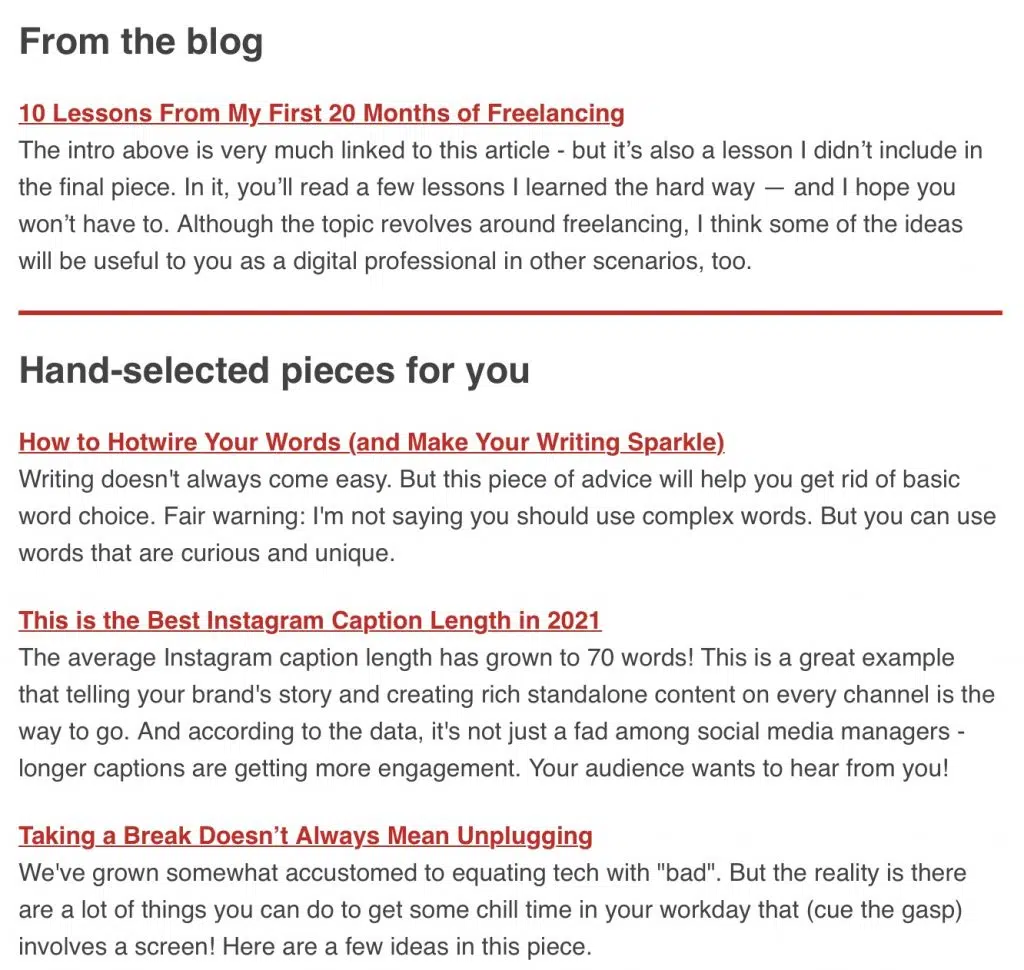 From the blog
10 Lessons From My First 20 Months of Freelancing
The intro above is very much linked to this article - but it’s also a lesson I didn’t include in
the final piece. In it, you’ll read a few lessons I learned the hard way — and I hope you
won’t have to. Although the topic revolves around freelancing, I think some of the ideas
will be useful to you as a digital professional in other scenarios, too.
Hand-selected pieces for you
How to Hotwire Your Words (and Make Your Writing Sparkle)
Writing doesn't always come easy. But this piece of advice will help you get rid of basic
word choice. Fair warning: I'm not saying you should use complex words. But you can use
words that are curious and unique.
This is the Best Instagram Caption Length in 2021
The average Instagram caption length has grown to 70 words! This is a great example
that telling your brand's story and creating rich standalone content on every channel is the
way to go. And according to the data, it's not just a fad among social media managers -
longer captions are getting more engagement. Your audience wants to hear from you!
Taking a Break Doesn’t Always Mean Unplugging
We've grown somewhat accustomed to equating tech with "bad". But the reality is there
are a lot of things you can do to get some chill time in your workday that (cue the gasp)
involves a screen! Here are a few ideas in this piece.